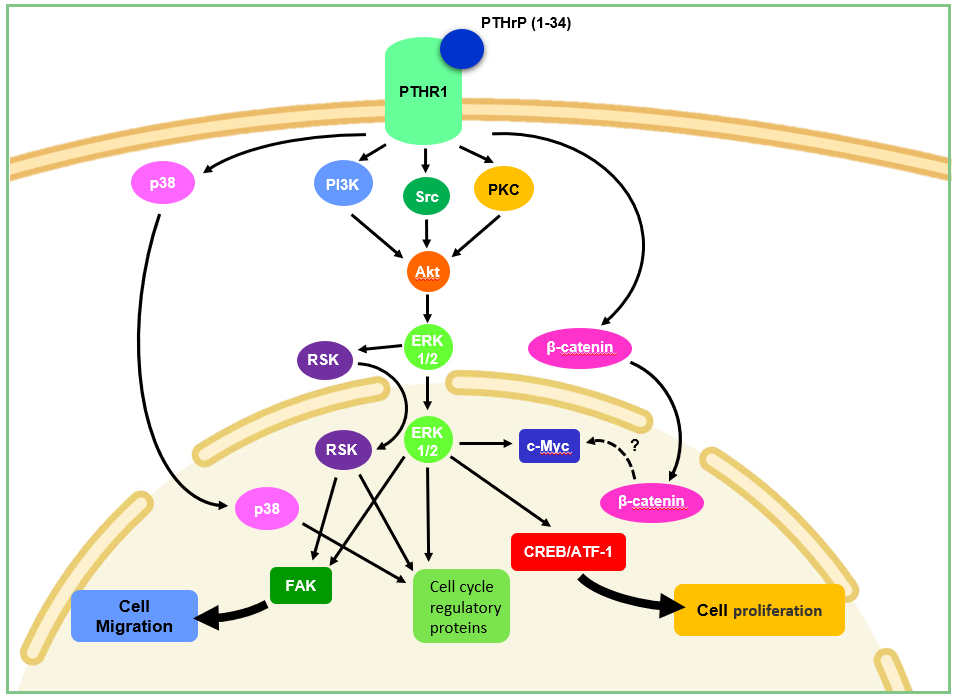 PTHrP (1-34)
PTHR1
p38
PI3K
Src
PKC
Akt
ERK
1/2
RSK
β-catenin
ERK
1/2
RSK
c-Myc
?
β-catenin
p38
CREB/ATF-1
FAK
Cell cycle
regulatory
proteins
Cell
Migration
Cell proliferation